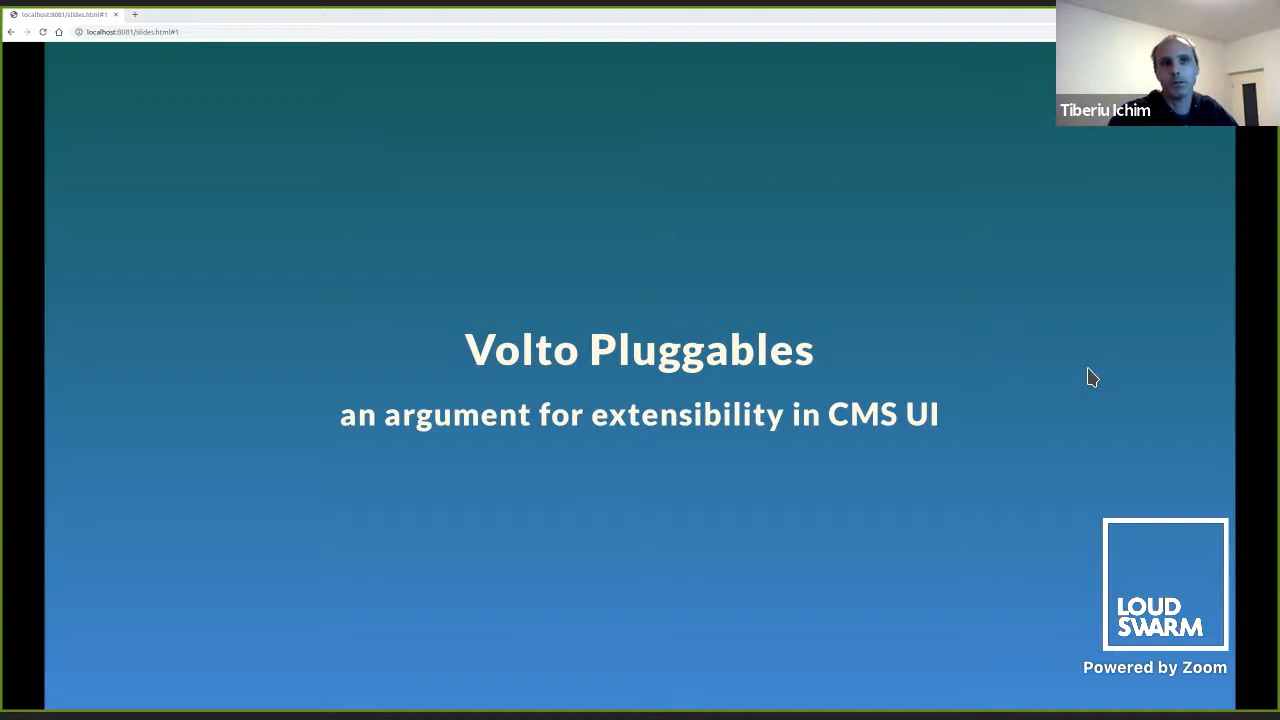 localhost:8081/slides.html#1
localhost:8081/slides.html#1
Tiberiu Ichim
Volto Pluggables
an argument for extensibility in CMS UI
LOUD
SWARM
Powered by Zoom